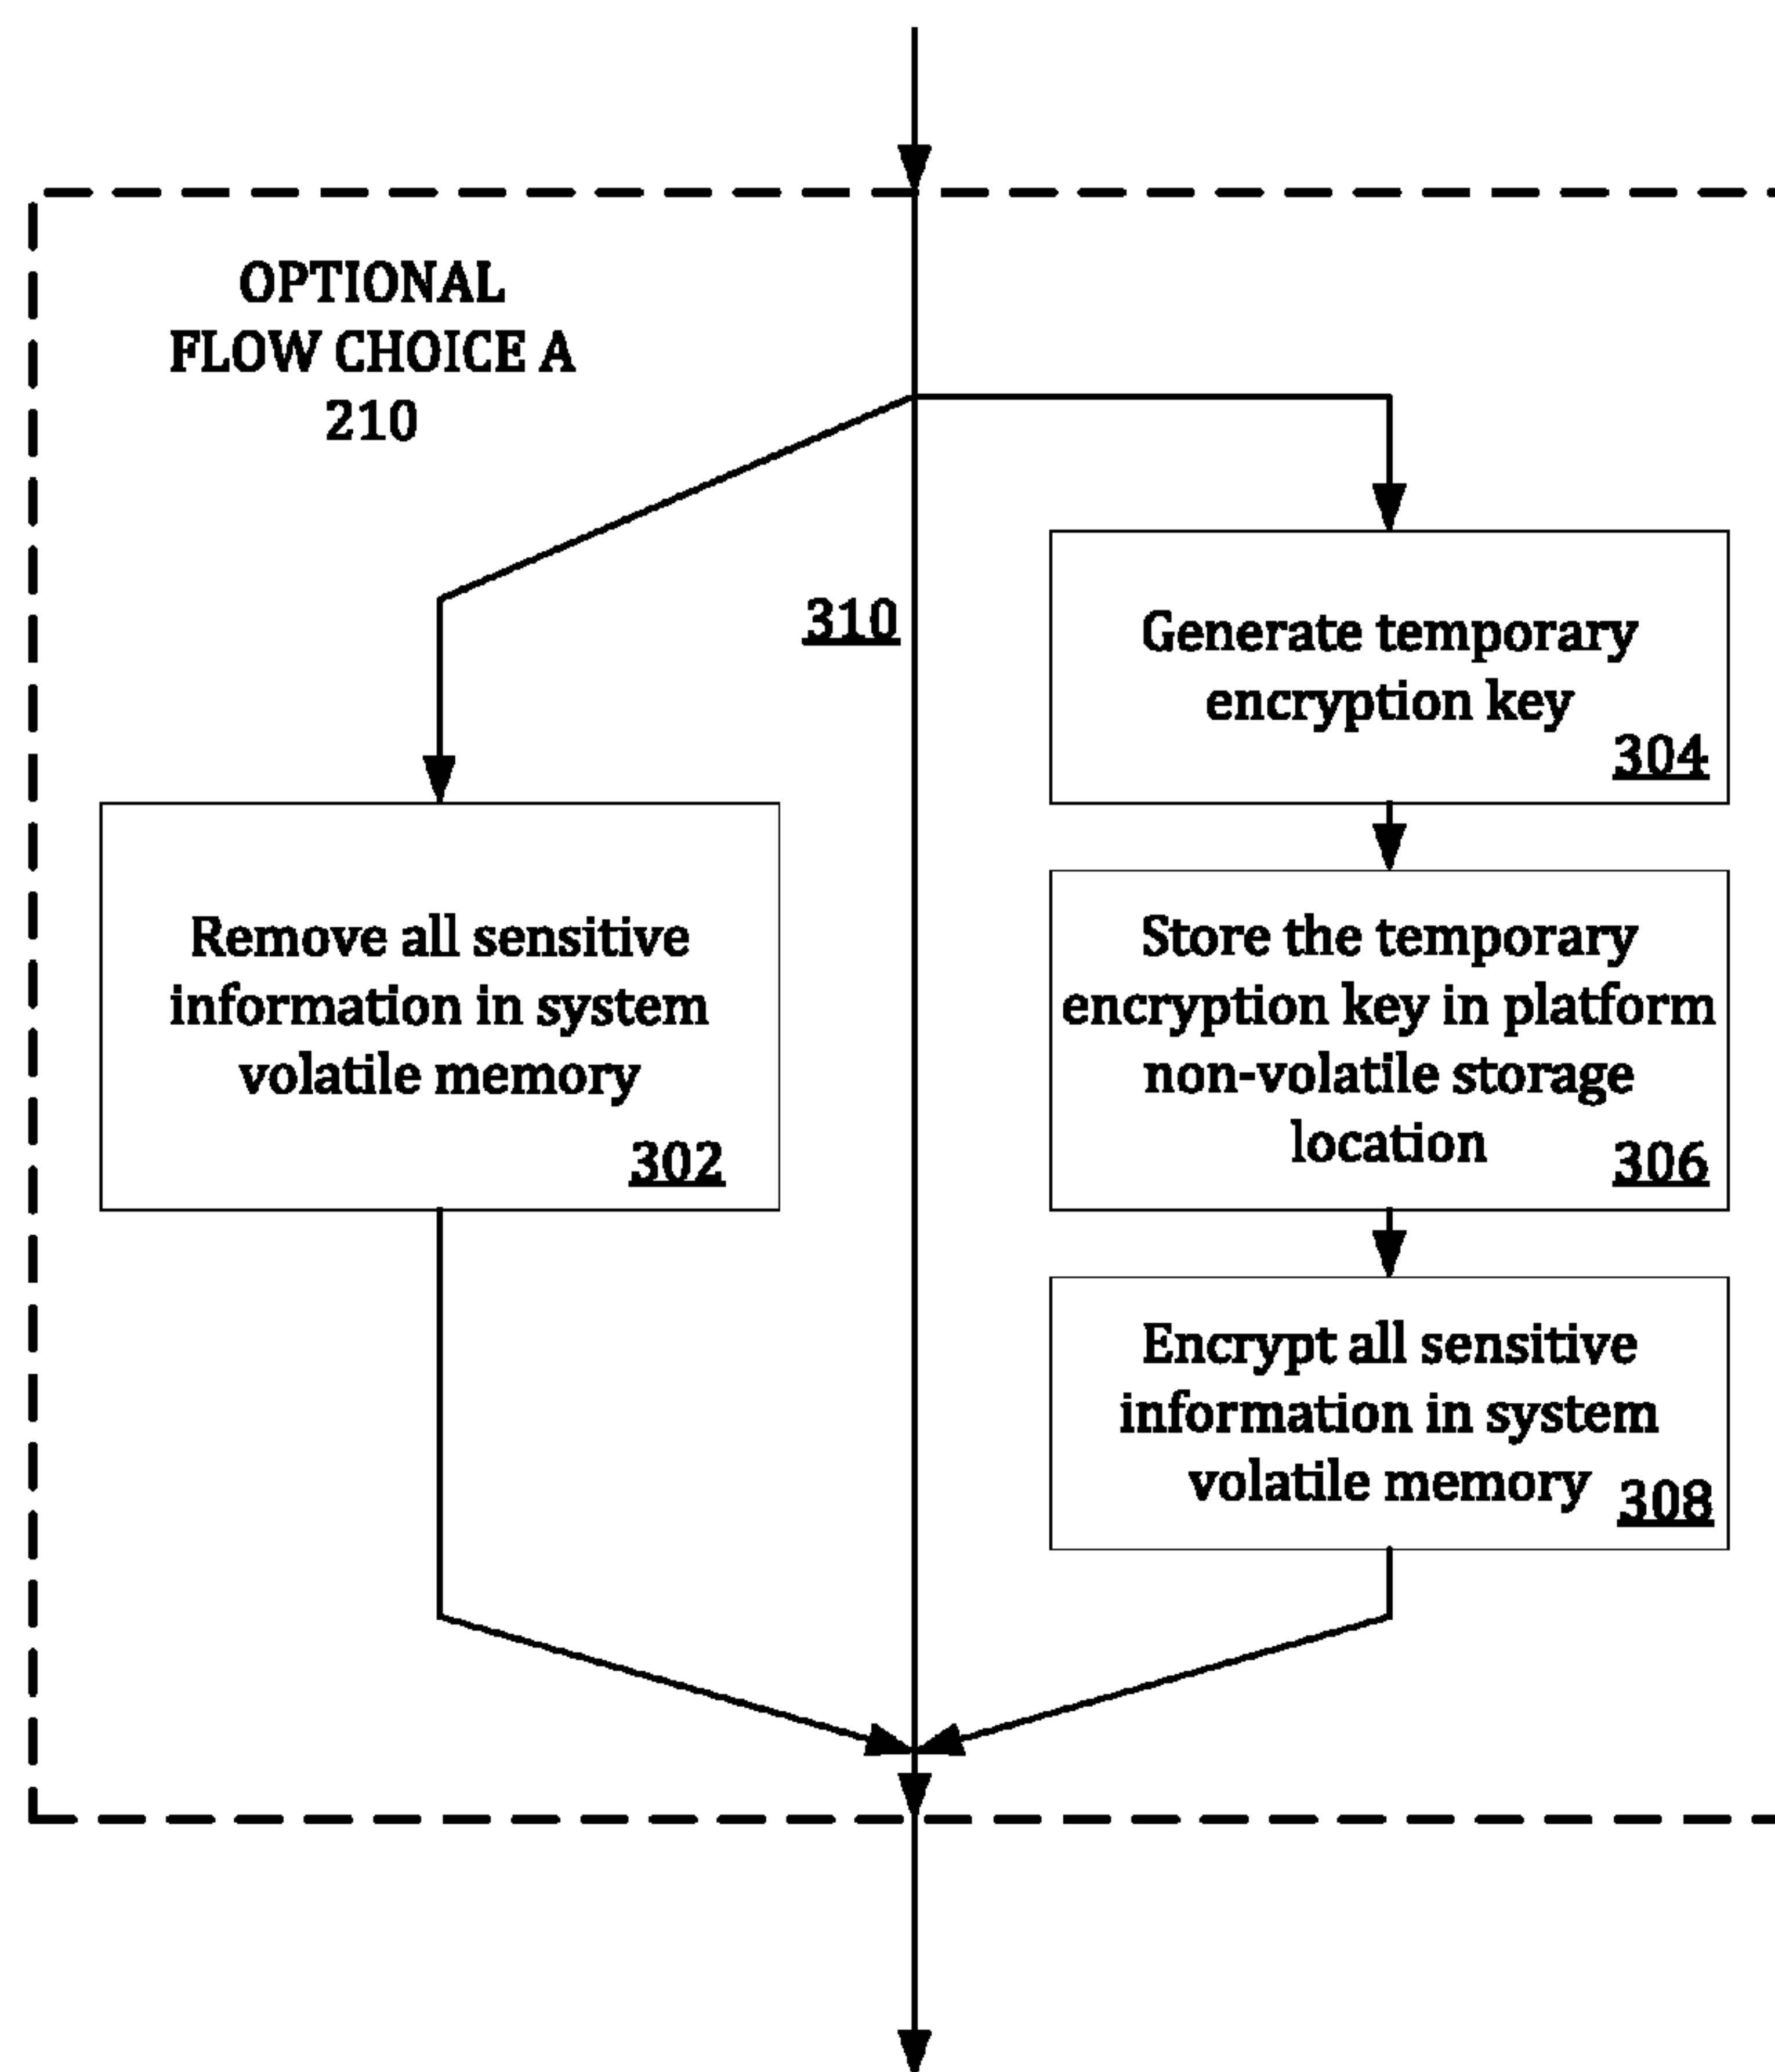 OPTIONAL
FLOW CHOICE A
210
310
Generate temporary
encryption key
304
Remove all sensitive
information in system
volatile memory
302
Store the temporary
encryption key in platform
non-volatile storage
location
306
Encrypt all sensitive
information in system
volatile memory
308